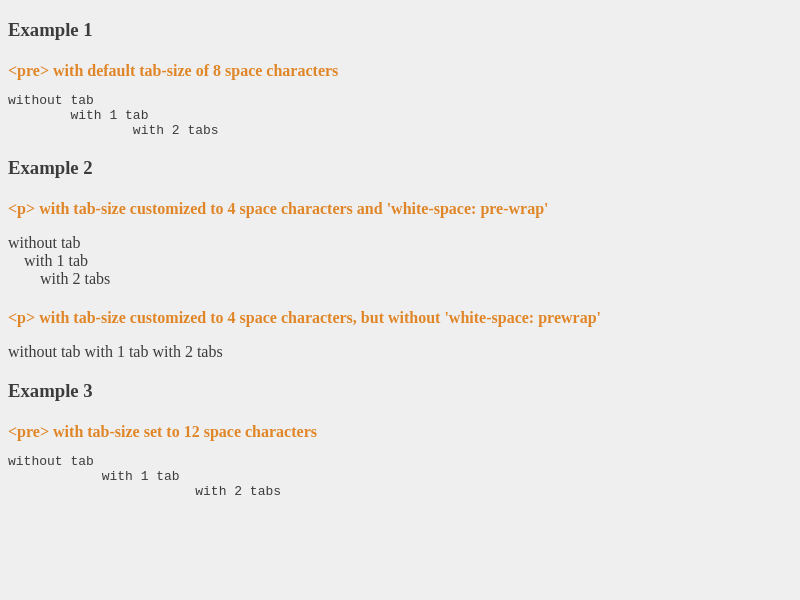 Example 1
<pre> with default tab-size of 8 space characters
without tab
        with 1 tab
                with 2 tabs
Example 2
<p> with tab-size customized to 4 space characters and 'white-space: pre-wrap'
without tab
    with 1 tab
        with 2 tabs
<p> with tab-size customized to 4 space characters, but without 'white-space: prewrap'
without tab with 1 tab with 2 tabs
Example 3
<pre> with tab-size set to 12 space characters
without tab
            with 1 tab
                        with 2 tabs